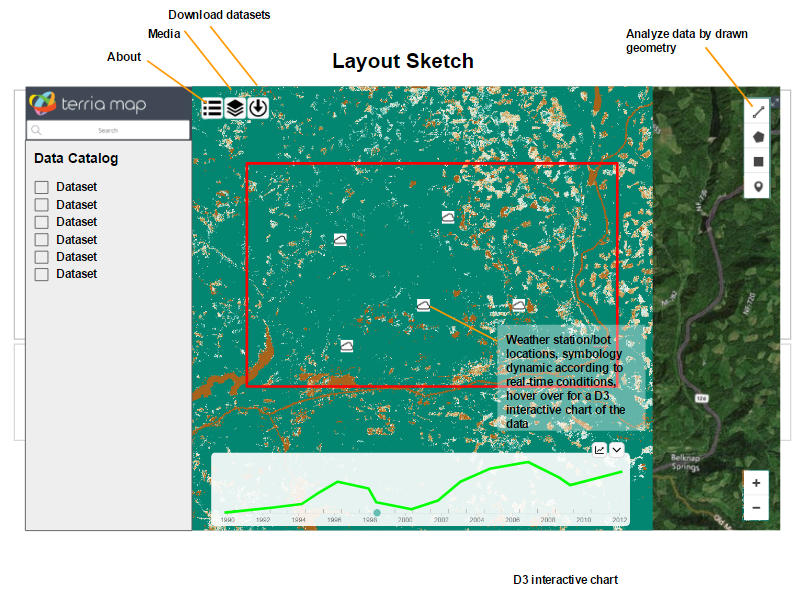 Download datasets
Media
About
Layout Sketch
Analyze data by drawn
geometry
terria map
Search
Data Catalog
Dataset
Dataset
Dataset
Dataset
Dataset
Dataset
Weather station/bot
locations, symbology
dynamic according to
real-time conditions,
hover over for a D3
interactive chart of the
data
126
Belknap
Springs
1990 1992 1994 1996 1998 2000 2002 2004 2006 2008 2010 2012
+
−
D3 interactive chart